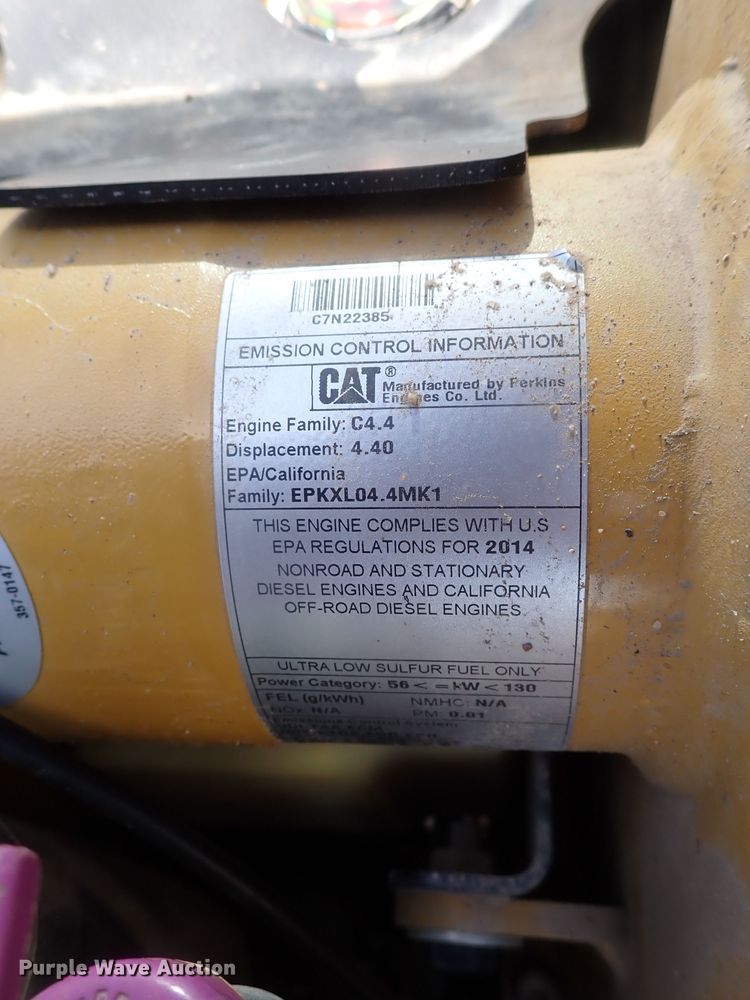 C7N22385
EMISSION CONTROL INFORMATION
CAT® Manufactured by Perkins
Engines Co. Ltd.
Engine Family: C4.4
Displacement: 4.40
EPA/California
Family: EPKXL04.4MK1
THIS ENGINE COMPLIES WITH U.S
EPA REGULATIONS FOR 2014
NONROAD AND STATIONARY
DIESEL ENGINES AND CALIFORNIA
OFF-ROAD DIESEL ENGINES.
ULTRA LOW SULFUR FUEL ONLY
Power Category: 56 < = kW < 130
FEL (g/kWh) NMHC: N/A
NOx: N/A PM: 0.01
Emissions Control System
357-0147
Purple Wave Auction